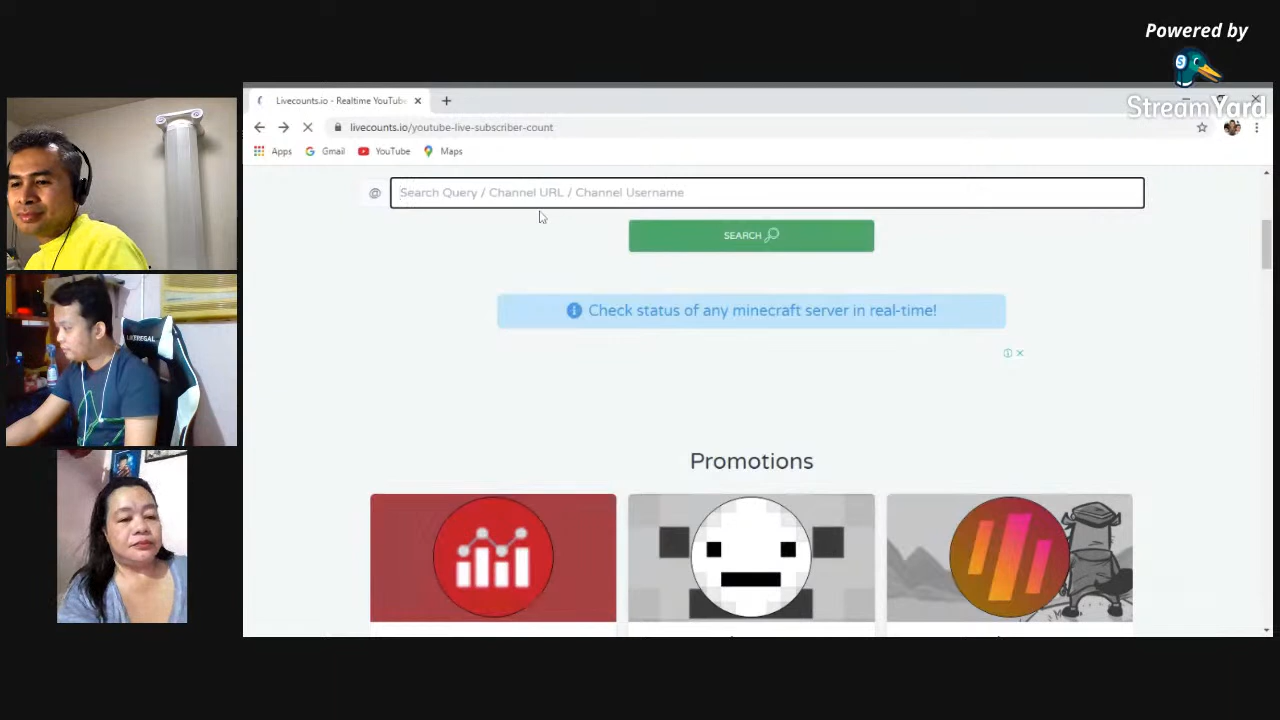 Powered by
StreamYard
Livecounts.io - Realtime YouTub
livecounts.io/youtube-live-subscriber-count
Apps
Gmail
YouTube
Maps
@
Search Query / Channel URL / Channel Username
SEARCH
Check status of any minecraft server in real-time!
Promotions